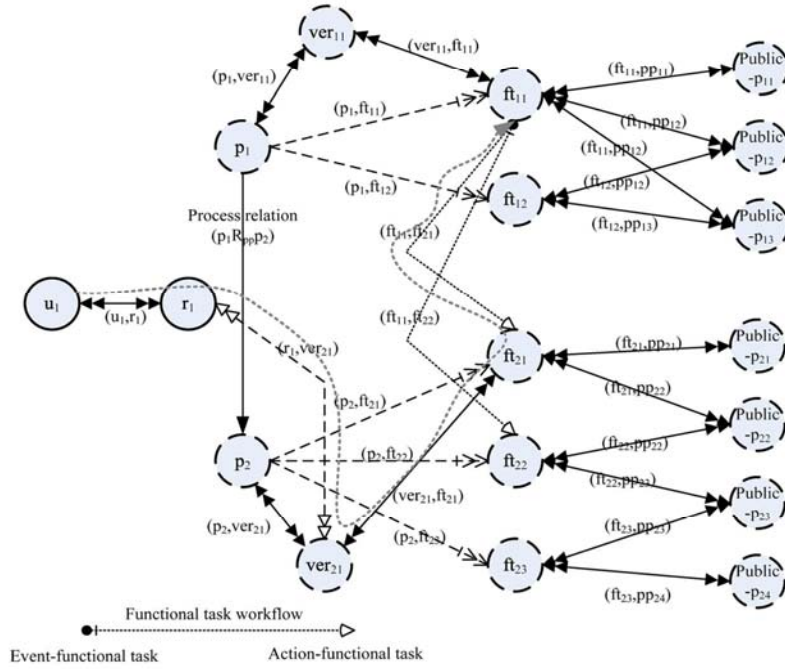 ver₁₁
(ver₁₁,ft₁₁)
Public
-p₁₁
(p₁,ver₁₁)
ft₁₁
(ft₁₁,pp₁₁)
(p₁,ft₁₁)
(ft₁₁,pp₁₂)
(ft₁₁,pp₁₂)
Public
-p₁₂
p₁
(p₁,ft₁₂)
ft₁₂
(ft₁₂,pp₁₂)
(ft₁₂,pp₁₃)
Public
-p₁₃
Process relation
(p₁Rₚₚp₂)
(ft₁₁,ft₂₁)
u₁
(u₁,r₁)
r₁
(ft₁₁,ft₂₂)
(r₁,ver₂₁)
ft₂₁
(ft₂₁,pp₂₁)
Public
-p₂₁
(p₂,ft₂₁)
(ft₂₁,pp₂₂)
Public
-p₂₂
p₂
(p₂,ft₂₂)
ft₂₂
(ft₂₂,pp₂₂)
(ft₂₂,pp₂₃)
(ver₂₁,ft₂₁)
Public
-p₂₃
(p₂,ver₂₁)
(p₂,ft₂₃)
(ft₂₃,pp₂₃)
ver₂₁
ft₂₃
(ft₂₃,pp₂₄)
Public
-p₂₄
Functional task workflow
Event-functional task
Action-functional task